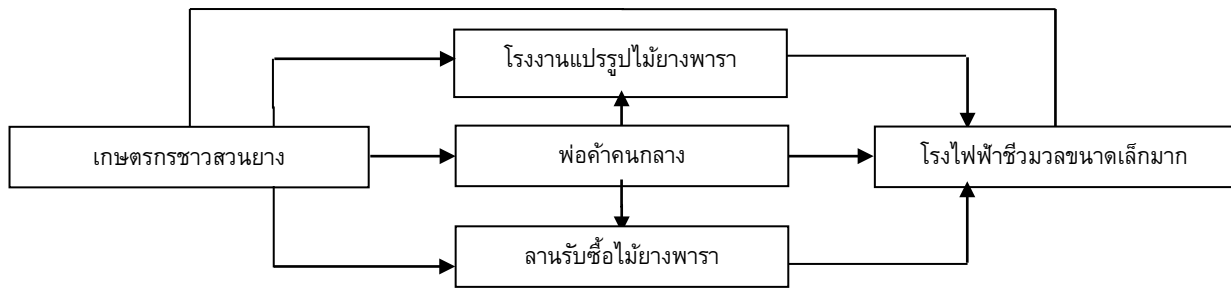 โรงงานแปรรูปไม้ยางพารา
เกษตรกรชาวสวนยาง
พ่อค้าคนกลาง
โรงไฟฟ้าชีวมวลขนาดเล็กมาก
ลานรับซื้อไม้ยางพารา